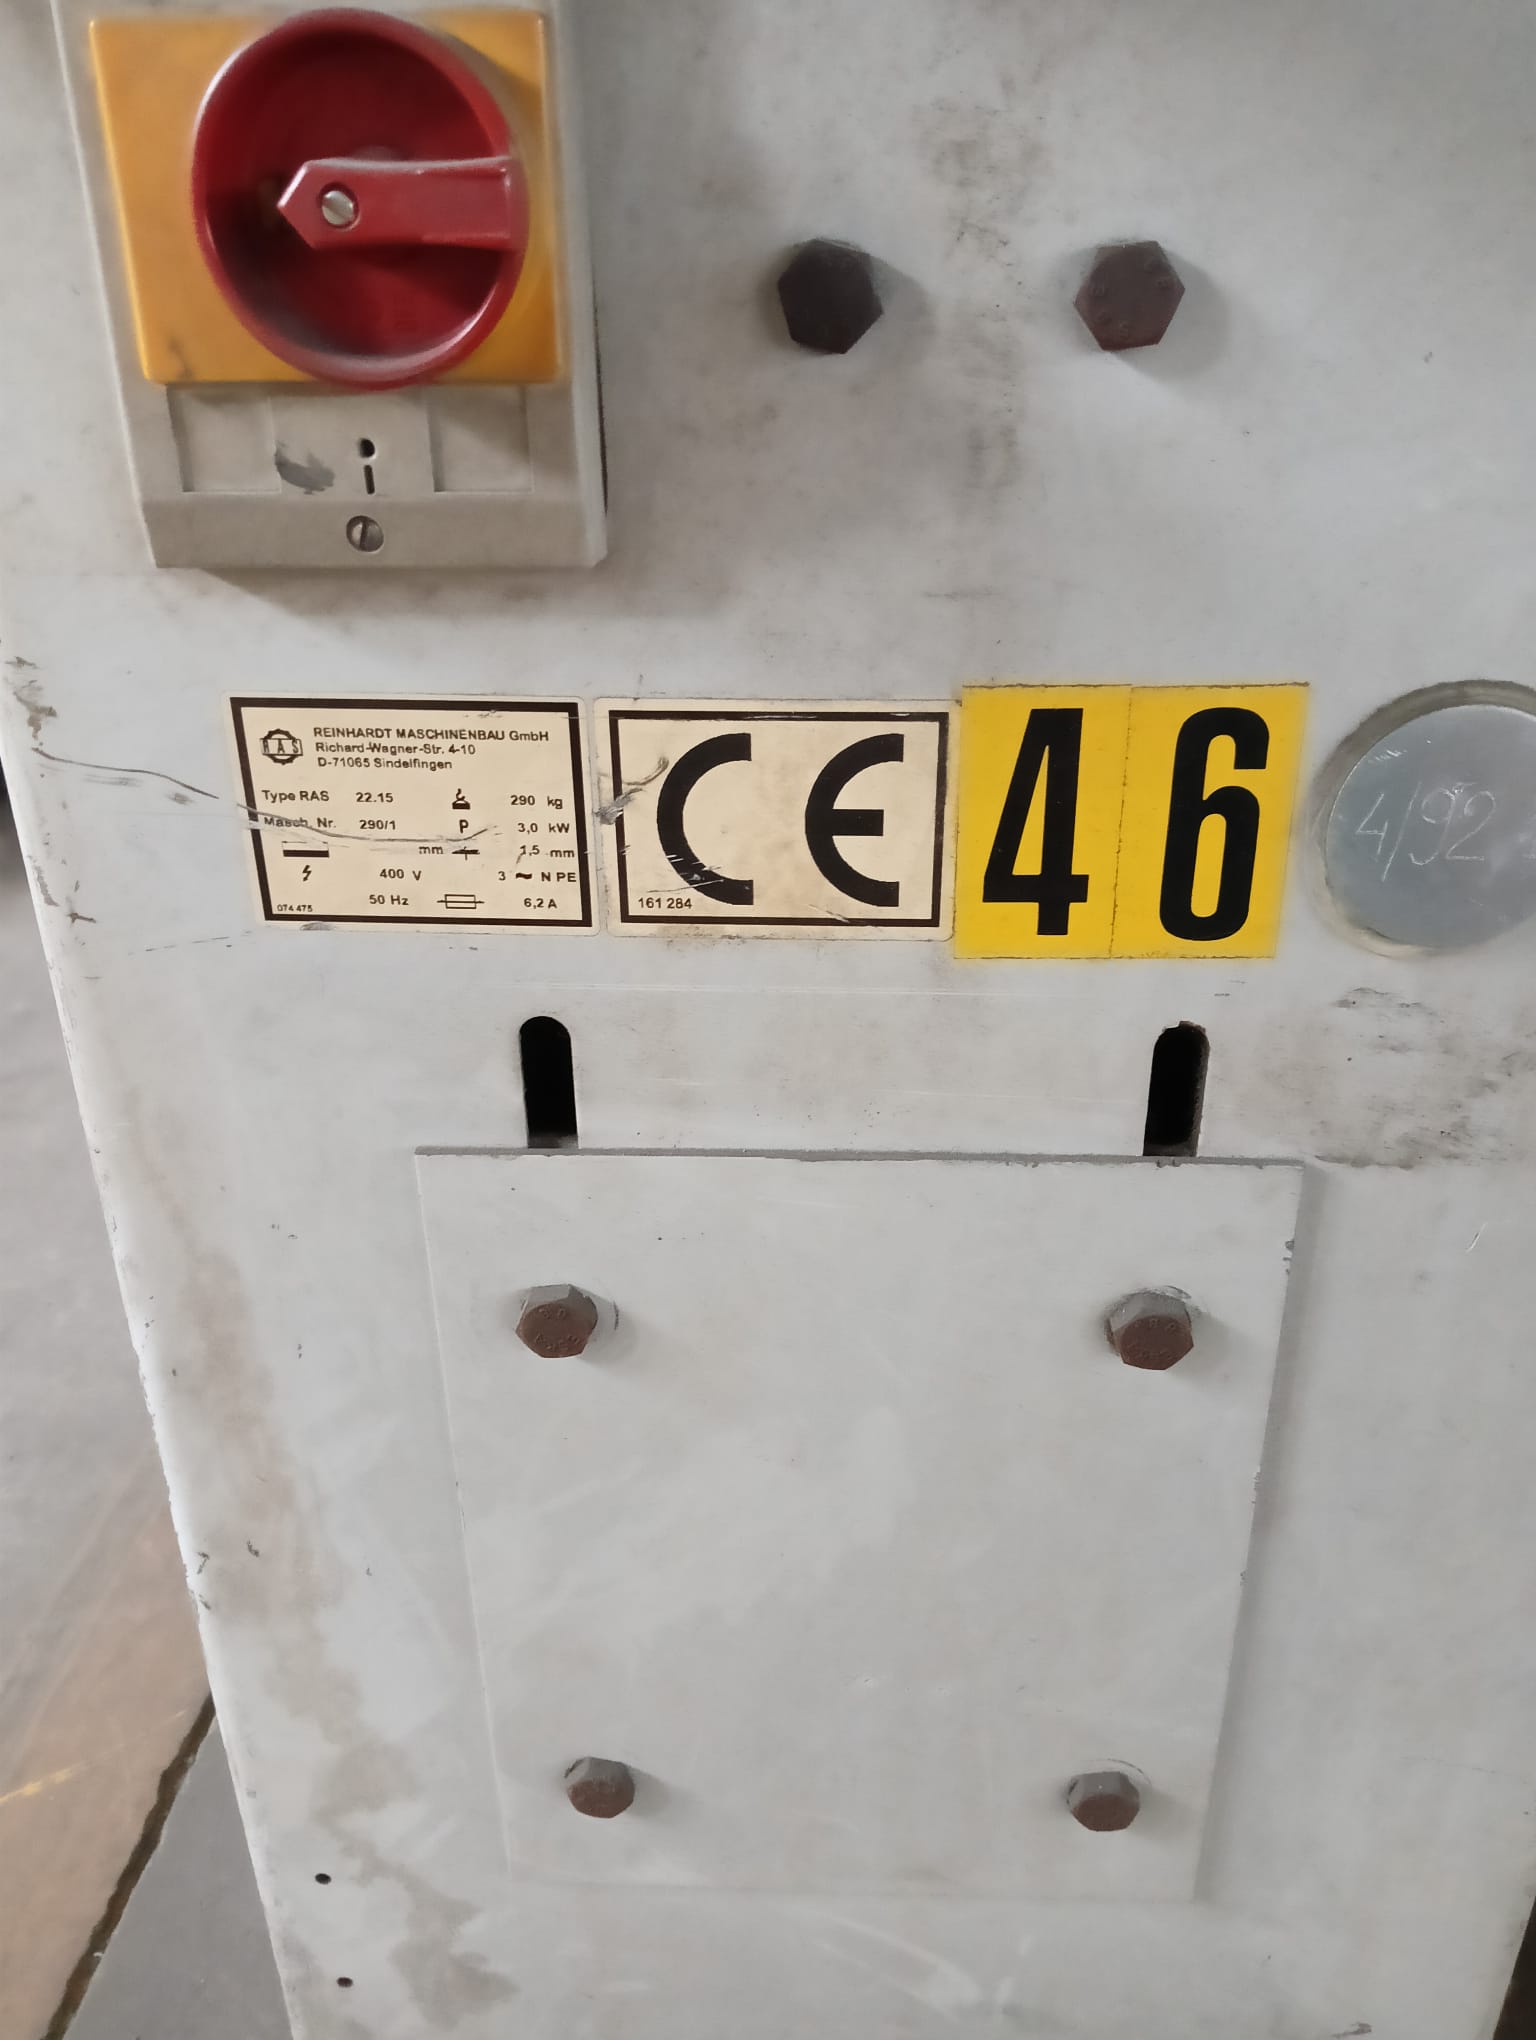 RAS
REINHARDT MASCHINENBAU GmbH
Richard-Wagner-Str. 4-10
D-71065 Sindelfingen
Type RAS 22.15 290 kg
Masch. Nr. 290/1 P 3,0 kW
mm 1,5 mm
400 V 3 ~ N PE
50 Hz 6,2 A
074 475
CE
161 284
46
4/92